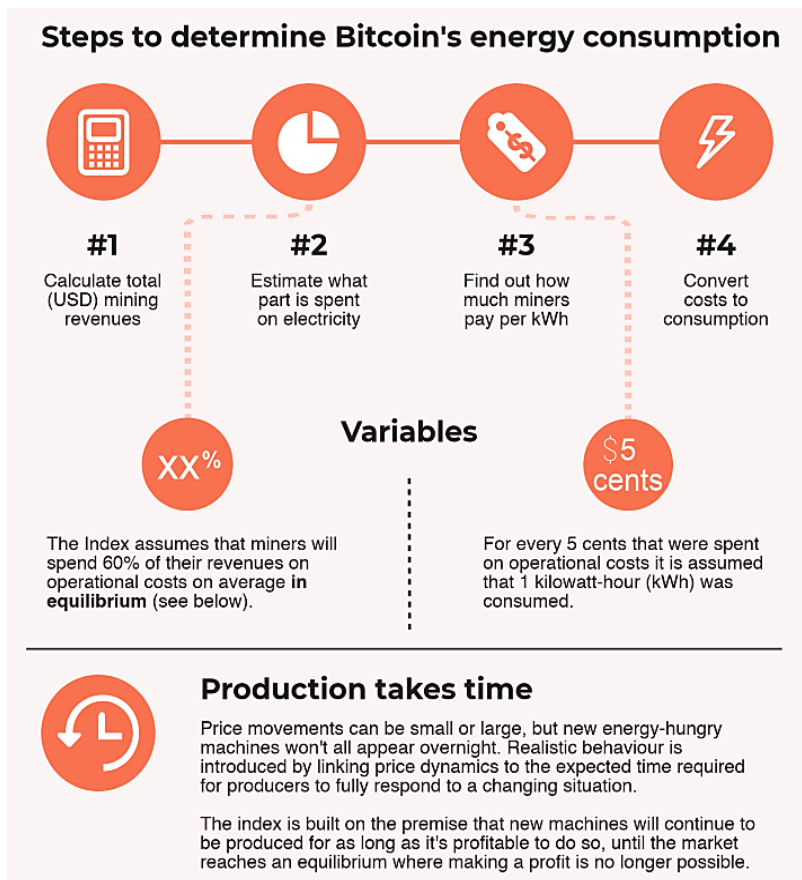 Steps to determine Bitcoin's energy consumption
#1
Calculate total
(USD) mining
revenues
#2
Estimate what
part is spent
on electricity
#3
Find out how
much miners
pay per kWh
#4
Convert
costs to
consumption
Variables
XX%
The Index assumes that miners will
spend 60% of their revenues on
operational costs on average in
equilibrium (see below).
$5
cents
For every 5 cents that were spent
on operational costs it is assumed
that 1 kilowatt-hour (kWh) was
consumed.
Production takes time
Price movements can be small or large, but new energy-hungry
machines won't all appear overnight. Realistic behaviour is
introduced by linking price dynamics to the expected time required
for producers to fully respond to a changing situation.
The index is built on the premise that new machines will continue to
be produced for as long as it's profitable to do so, until the market
reaches an equilibrium where making a profit is no longer possible.